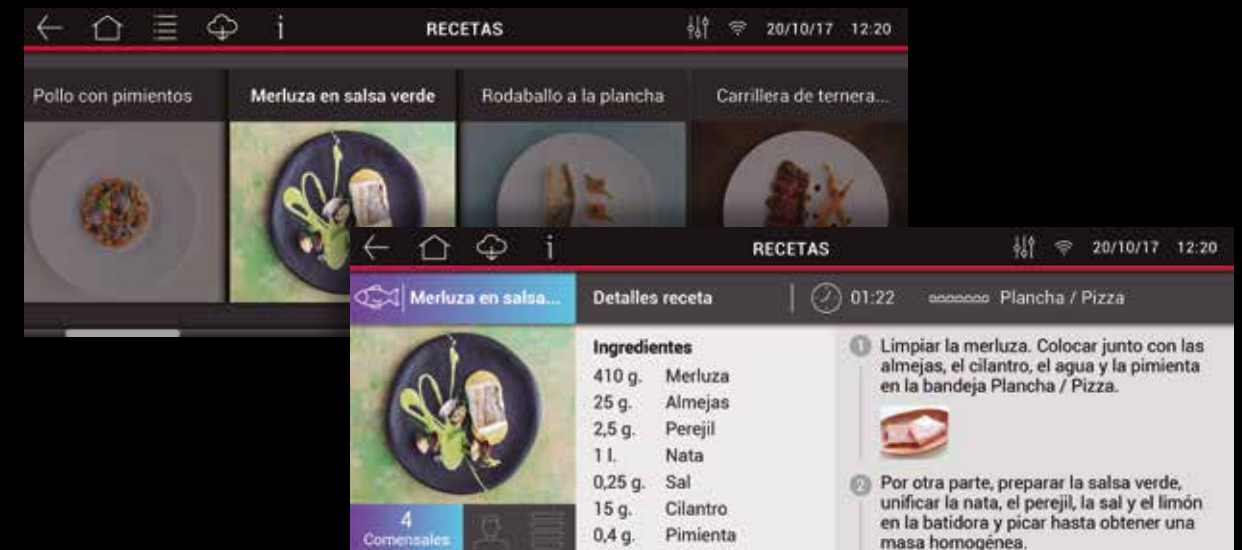 RECETAS
20/10/17 12:20
Pollo con pimientos
Merluza en salsa verde
Rodaballo a la plancha
Carrillera de ternera...
RECETAS
20/10/17 12:20
Merluza en salsa...
Detalles receta
01:22
Plancha / Pizza
4
Comensales
Ingredientes
410 g. Merluza
25 g. Almejas
2,5 g. Perejil
1 l. Nata
0,25 g. Sal
15 g. Cilantro
0,4 g. Pimienta
1 Limpiar la merluza. Colocar junto con las
almejas, el cilantro, el agua y la pimienta
en la bandeja Plancha / Pizza.
2 Por otra parte, preparar la salsa verde,
unificar la nata, el perejil, la sal y el limón
en la batidora y picar hasta obtener una
masa homogénea.